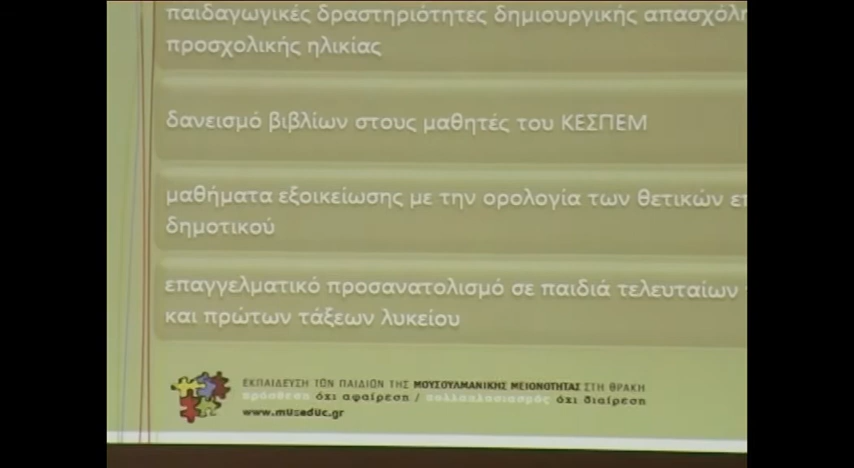 παιδαγωγικές δραστηριότητες δημιουργικής
προσχολικής ηλικίας
δανεισμό βιβλίων στους μαθητές του ΚΕΣΠΕΜ
μαθήματα εξοικείωσης με την ορολογία των θετικών
δημοτικού
επαγγελματικό προσανατολισμό σε παιδιά τελευταίων
και πρώτων τάξεων λυκείου
ΕΚΠΑΙΔΕΥΣΗ ΤΩΝ ΠΑΙΔΙΩΝ ΤΗΣ ΜΟΥΣΟΥΛΜΑΝΙΚΗΣ ΜΕΙΟΝΟΤΗΤΑΣ ΣΤΗ ΘΡΑΚΗ
πρόσθεση όχι αφαίρεση / πολλαπλασιασμός όχι διαίρεση
www.museduc.gr